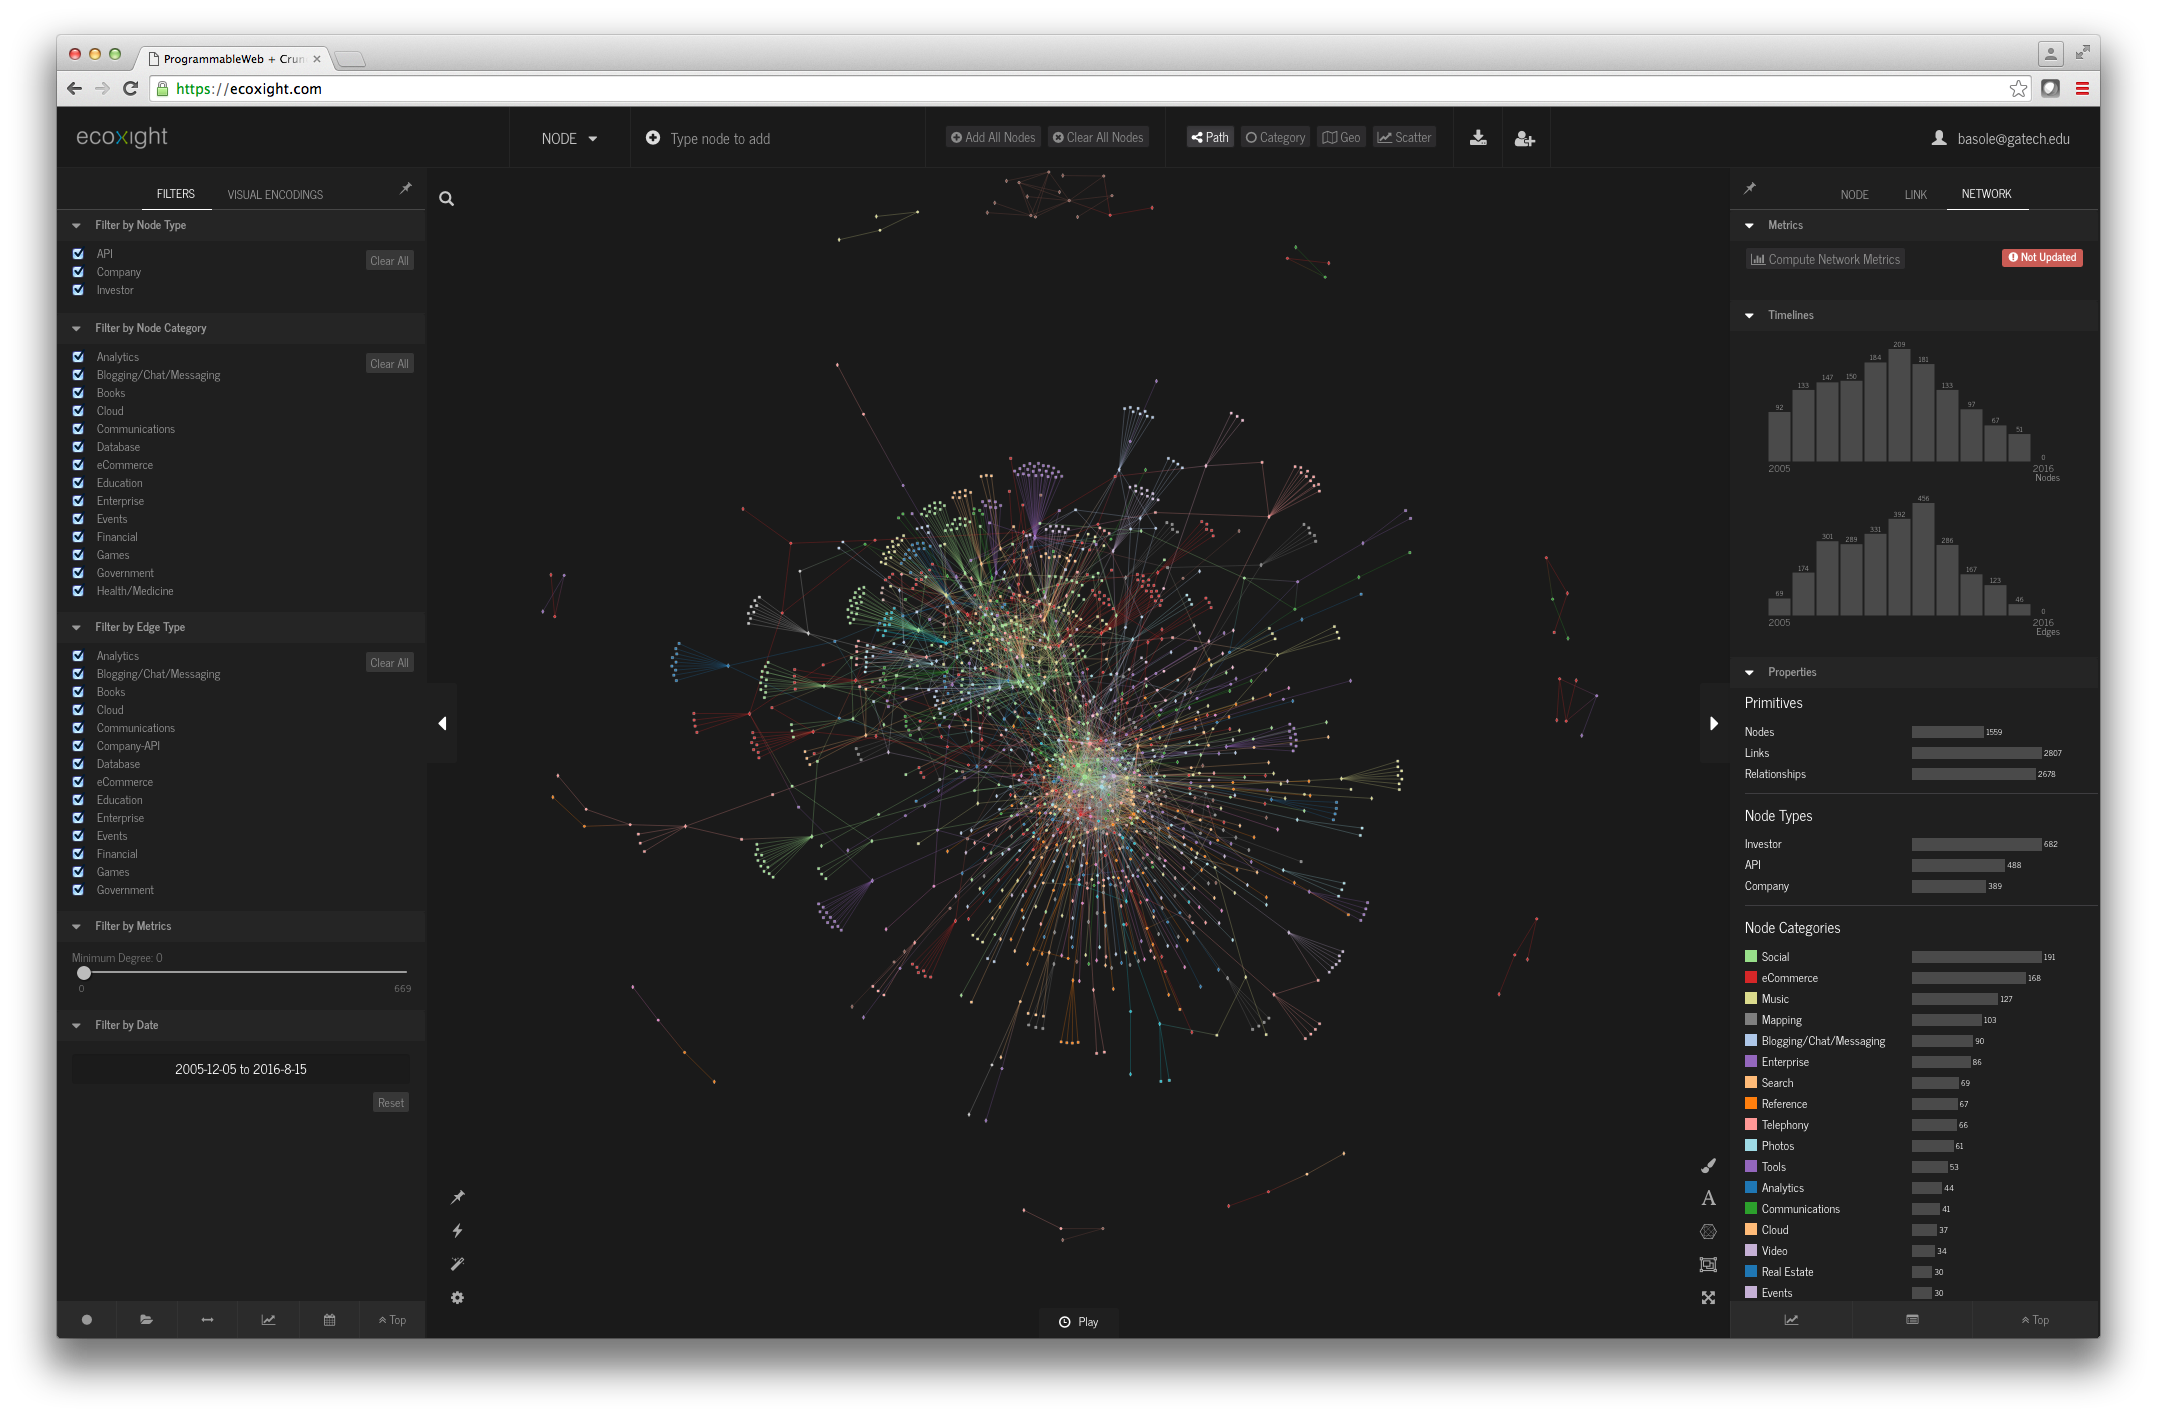 ProgrammableWeb + Crun
https://ecoxight.com
ecoxight
NODE
Type node to add
Add All Nodes
Clear All Nodes
Path
Category
Geo
Scatter
basole@gatech.edu
FILTERS
VISUAL ENCODINGS
Filter by Node Type
API
Clear All
Company
Investor
Filter by Node Category
Analytics
Clear All
Blogging/Chat/Messaging
Books
Cloud
Communications
Database
eCommerce
Education
Enterprise
Events
Financial
Games
Government
Health/Medicine
Filter by Edge Type
Analytics
Clear All
Blogging/Chat/Messaging
Books
Cloud
Communications
Company-API
Database
eCommerce
Education
Enterprise
Events
Financial
Games
Government
Filter by Metrics
Minimum Degree: 0
0
669
Filter by Date
2005-12-05 to 2016-8-15
Reset
Top
Play
A
NODE
LINK
NETWORK
Metrics
Compute Network Metrics
Not Updated
Timelines
92
133
147
150
184
209
181
133
97
67
51
0
2005
2016
Nodes
69
174
301
289
331
392
456
286
167
123
46
0
2005
2016
Edges
Properties
Primitives
Nodes 1559
Links 2807
Relationships 2678
Node Types
Investor 682
API 488
Company 389
Node Categories
Social 191
eCommerce 168
Music 127
Mapping 103
Blogging/Chat/Messaging 90
Enterprise 86
Search 69
Reference 67
Telephony 66
Photos 61
Tools 53
Analytics 44
Communications 41
Cloud 37
Video 34
Real Estate 30
Events 30
Top